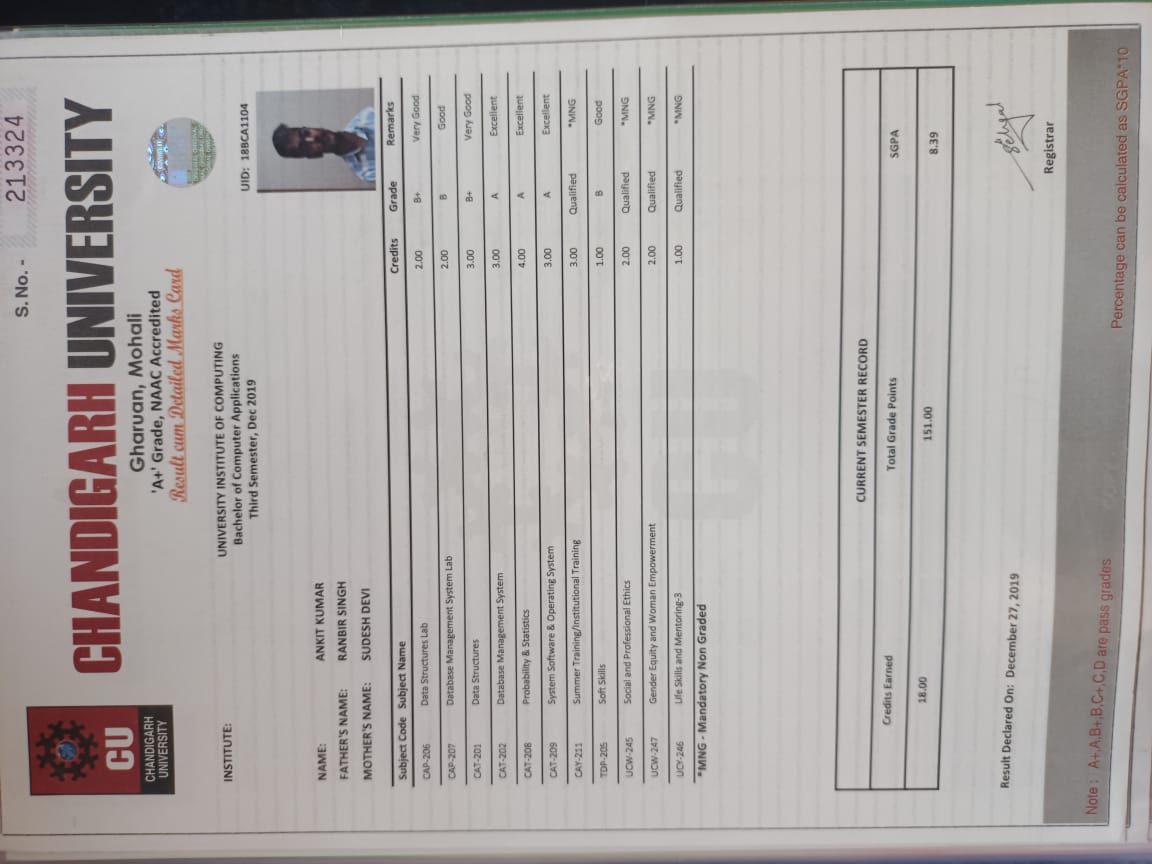 S. No. - 213324
CU
CHANDIGARH
UNIVERSITY
CHANDIGARH UNIVERSITY
Gharuan, Mohali
'A+' Grade, NAAC Accredited
Result cum Detailed Marks Card
INSTITUTE:
UNIVERSITY INSTITUTE OF COMPUTING
Bachelor of Computer Applications
Third Semester, Dec 2019
UID: 18BCA1104
NAME: ANKIT KUMAR
FATHER'S NAME: RANBIR SINGH
MOTHER'S NAME: SUDESH DEVI
Subject Code Subject Name Credits Grade Remarks
CAP-206 Data Structures Lab 2.00 B+ Very Good
CAP-207 Database Management System Lab 2.00 B Good
CAT-201 Data Structures 3.00 B+ Very Good
CAT-202 Database Management System 3.00 A Excellent
CAT-208 Probability & Statistics 4.00 A Excellent
CAT-209 System Software & Operating System 3.00 A Excellent
CAY-211 Summer Training/Institutional Training 3.00 Qualified *MNG
TDP-205 Soft Skills 1.00 B Good
UCW-245 Social and Professional Ethics 2.00 Qualified *MNG
UCW-247 Gender Equity and Woman Empowerment 2.00 Qualified *MNG
UCY-246 Life Skills and Mentoring-3 1.00 Qualified *MNG
*MNG - Mandatory Non Graded
CU
CURRENT SEMESTER RECORD
Credits Earned Total Grade Points SGPA
18.00 151.00 8.39
Result Declared On: December 27, 2019
Sehgal
Registrar
Note : A+,A,B+,B,C+,C,D are pass grades
Percentage can be calculated as SGPA*10